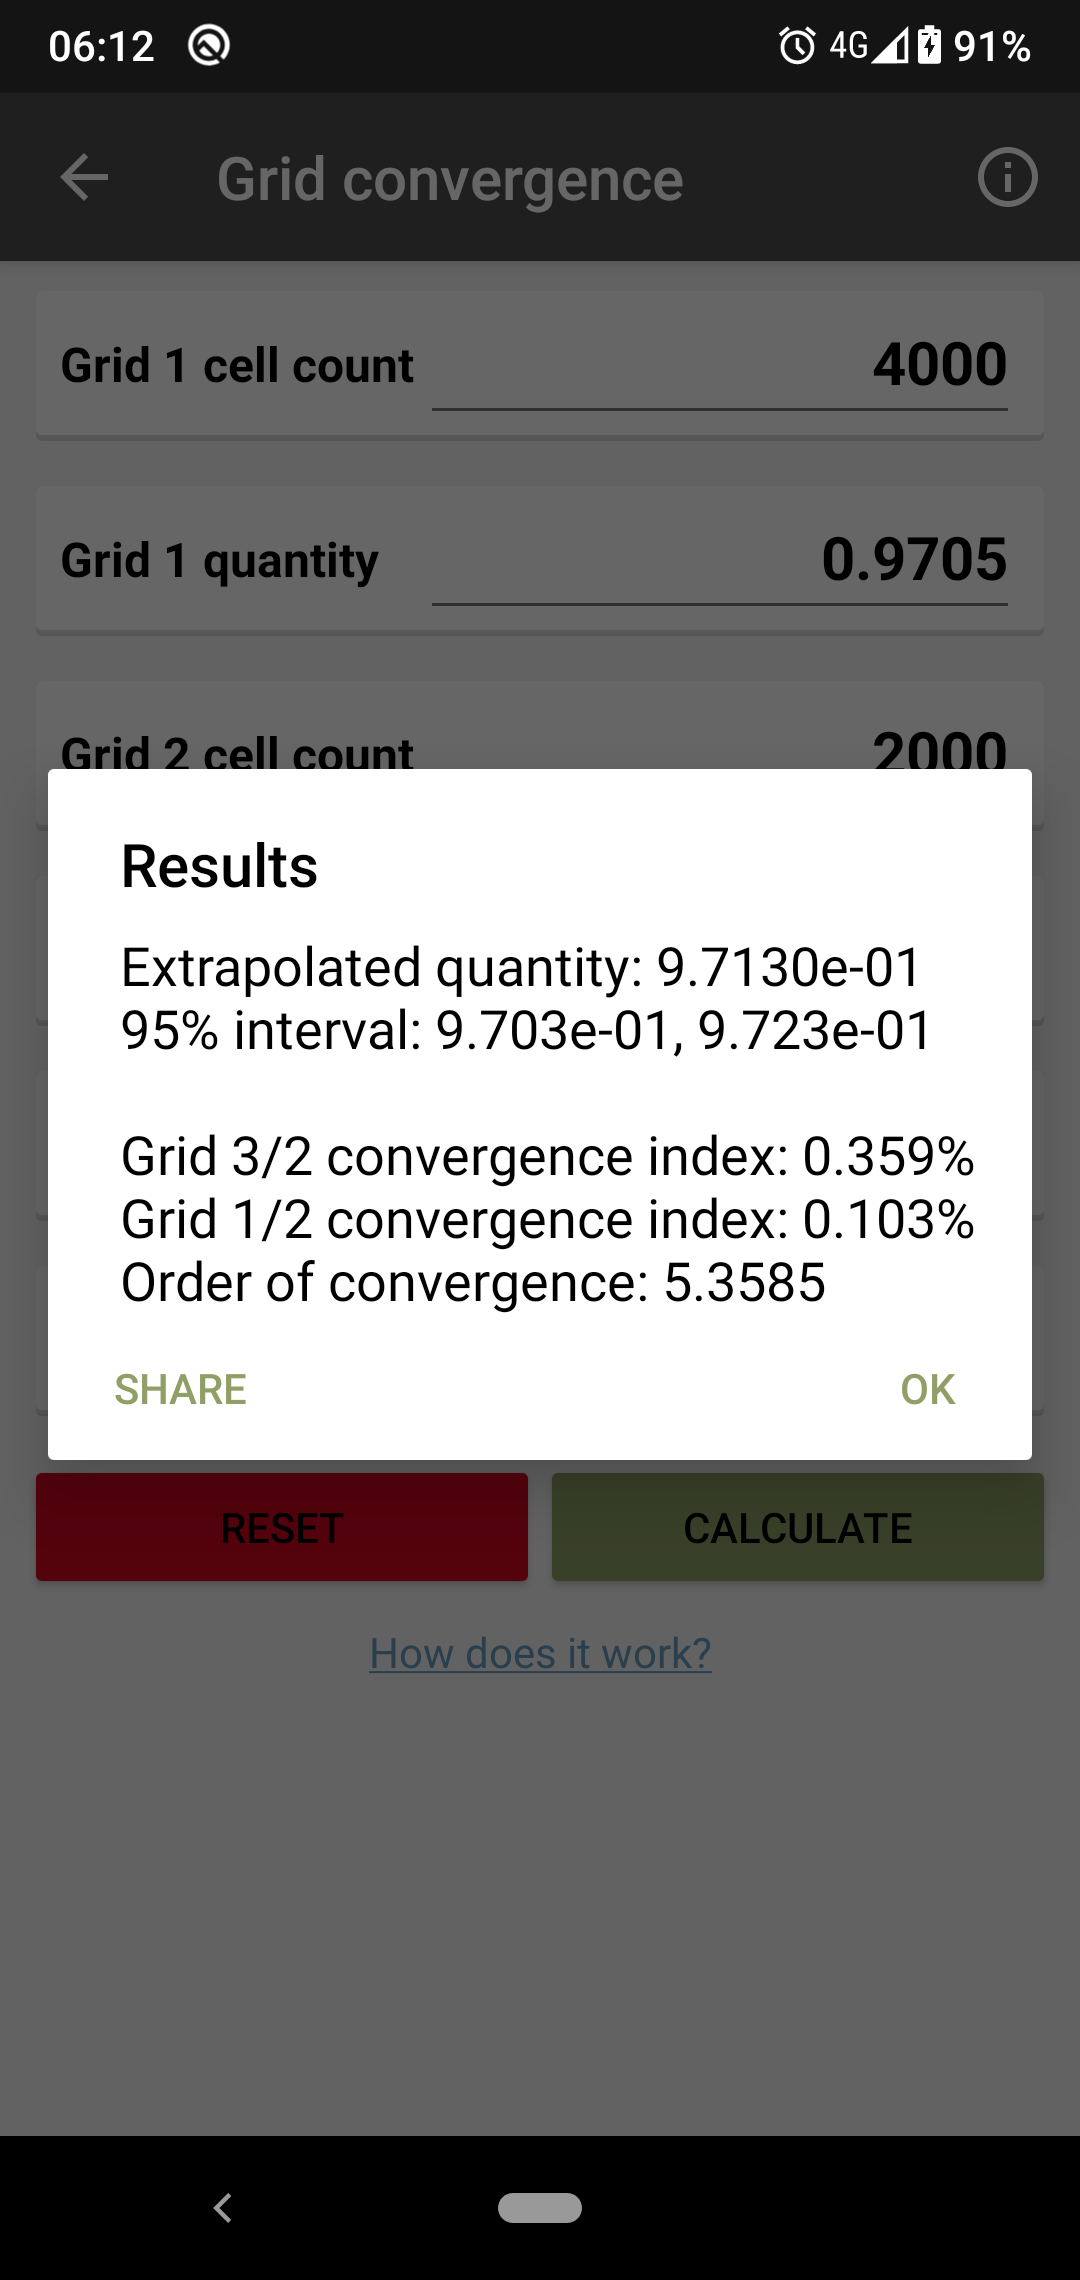 06:12 4G 91%
Grid convergence
Grid 1 cell count 4000
Grid 1 quantity 0.9705
Grid 2 cell count 2000
Results
Extrapolated quantity: 9.7130e-01
95% interval: 9.703e-01, 9.723e-01
Grid 3/2 convergence index: 0.359%
Grid 1/2 convergence index: 0.103%
Order of convergence: 5.3585
SHARE OK
RESET CALCULATE
How does it work?